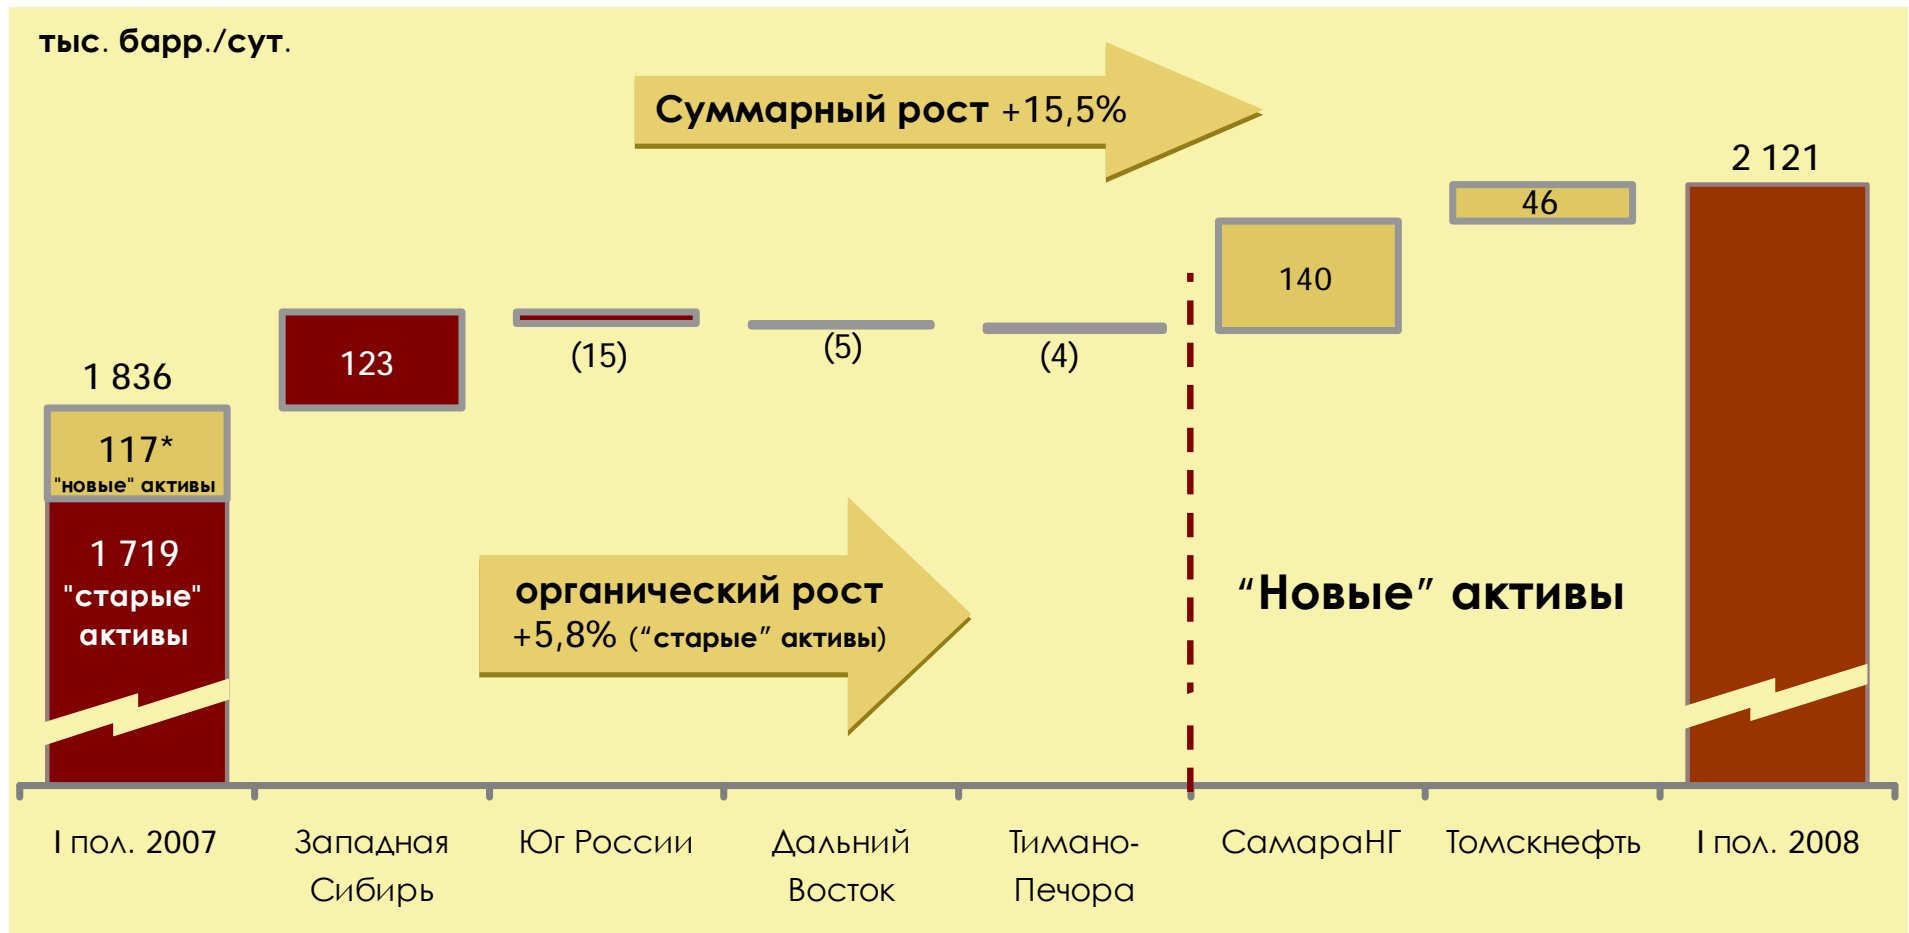 тыс. барр./сут.
Суммарный рост +15,5%
2 121
46
140
123
(15)
(5)
(4)
1 836
117*
"новые" активы
1 719
"старые"
активы
органический рост
+5,8% (“старые” активы)
“Новые” активы
I пол. 2007
Западная
Сибирь
Юг России
Дальний
Восток
Тимано-
Печора
СамараНГ
Томскнефть
I пол. 2008